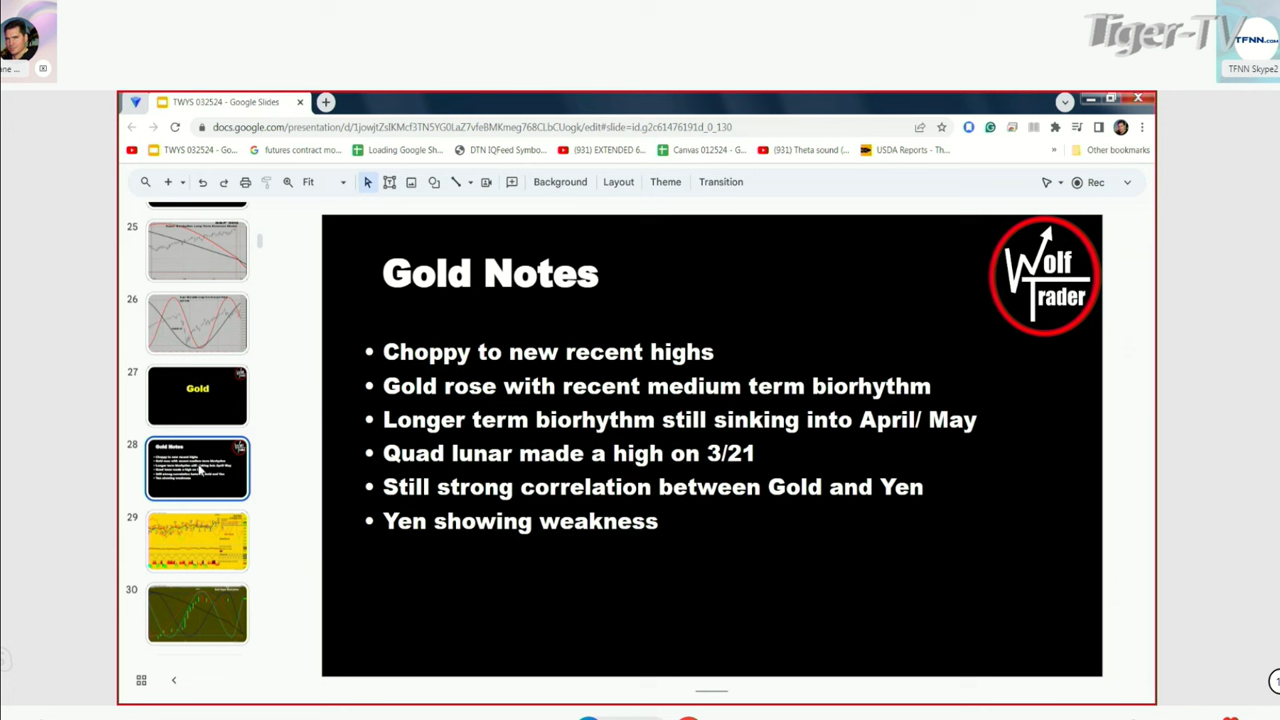 Tiger-TV
TFNN.com
ane ...
TFNN Skype2
TWYS 032524 - Google Slides
docs.google.com/presentation/d/1jowjtZslKMcf3TN5YG0LaZ7vfeBMKmeg768CLbCUogk/edit#slide=id.g2c61476191d_0_130
TWYS 032524 - Go...
futures contract mo...
Loading Google Sh...
DTN IQFeed Symbo...
(931) EXTENDED 6...
Canvas 012524 - G...
(931) Theta sound (...
USDA Reports - Th...
»
Other bookmarks
Fit
Background
Layout
Theme
Transition
Rec
25
26
27
Gold
28
Gold Notes
29
30
Gold Notes
Wolf
Trader
• Choppy to new recent highs
• Gold rose with recent medium term biorhythm
• Longer term biorhythm still sinking into April/ May
• Quad lunar made a high on 3/21
• Still strong correlation between Gold and Yen
• Yen showing weakness